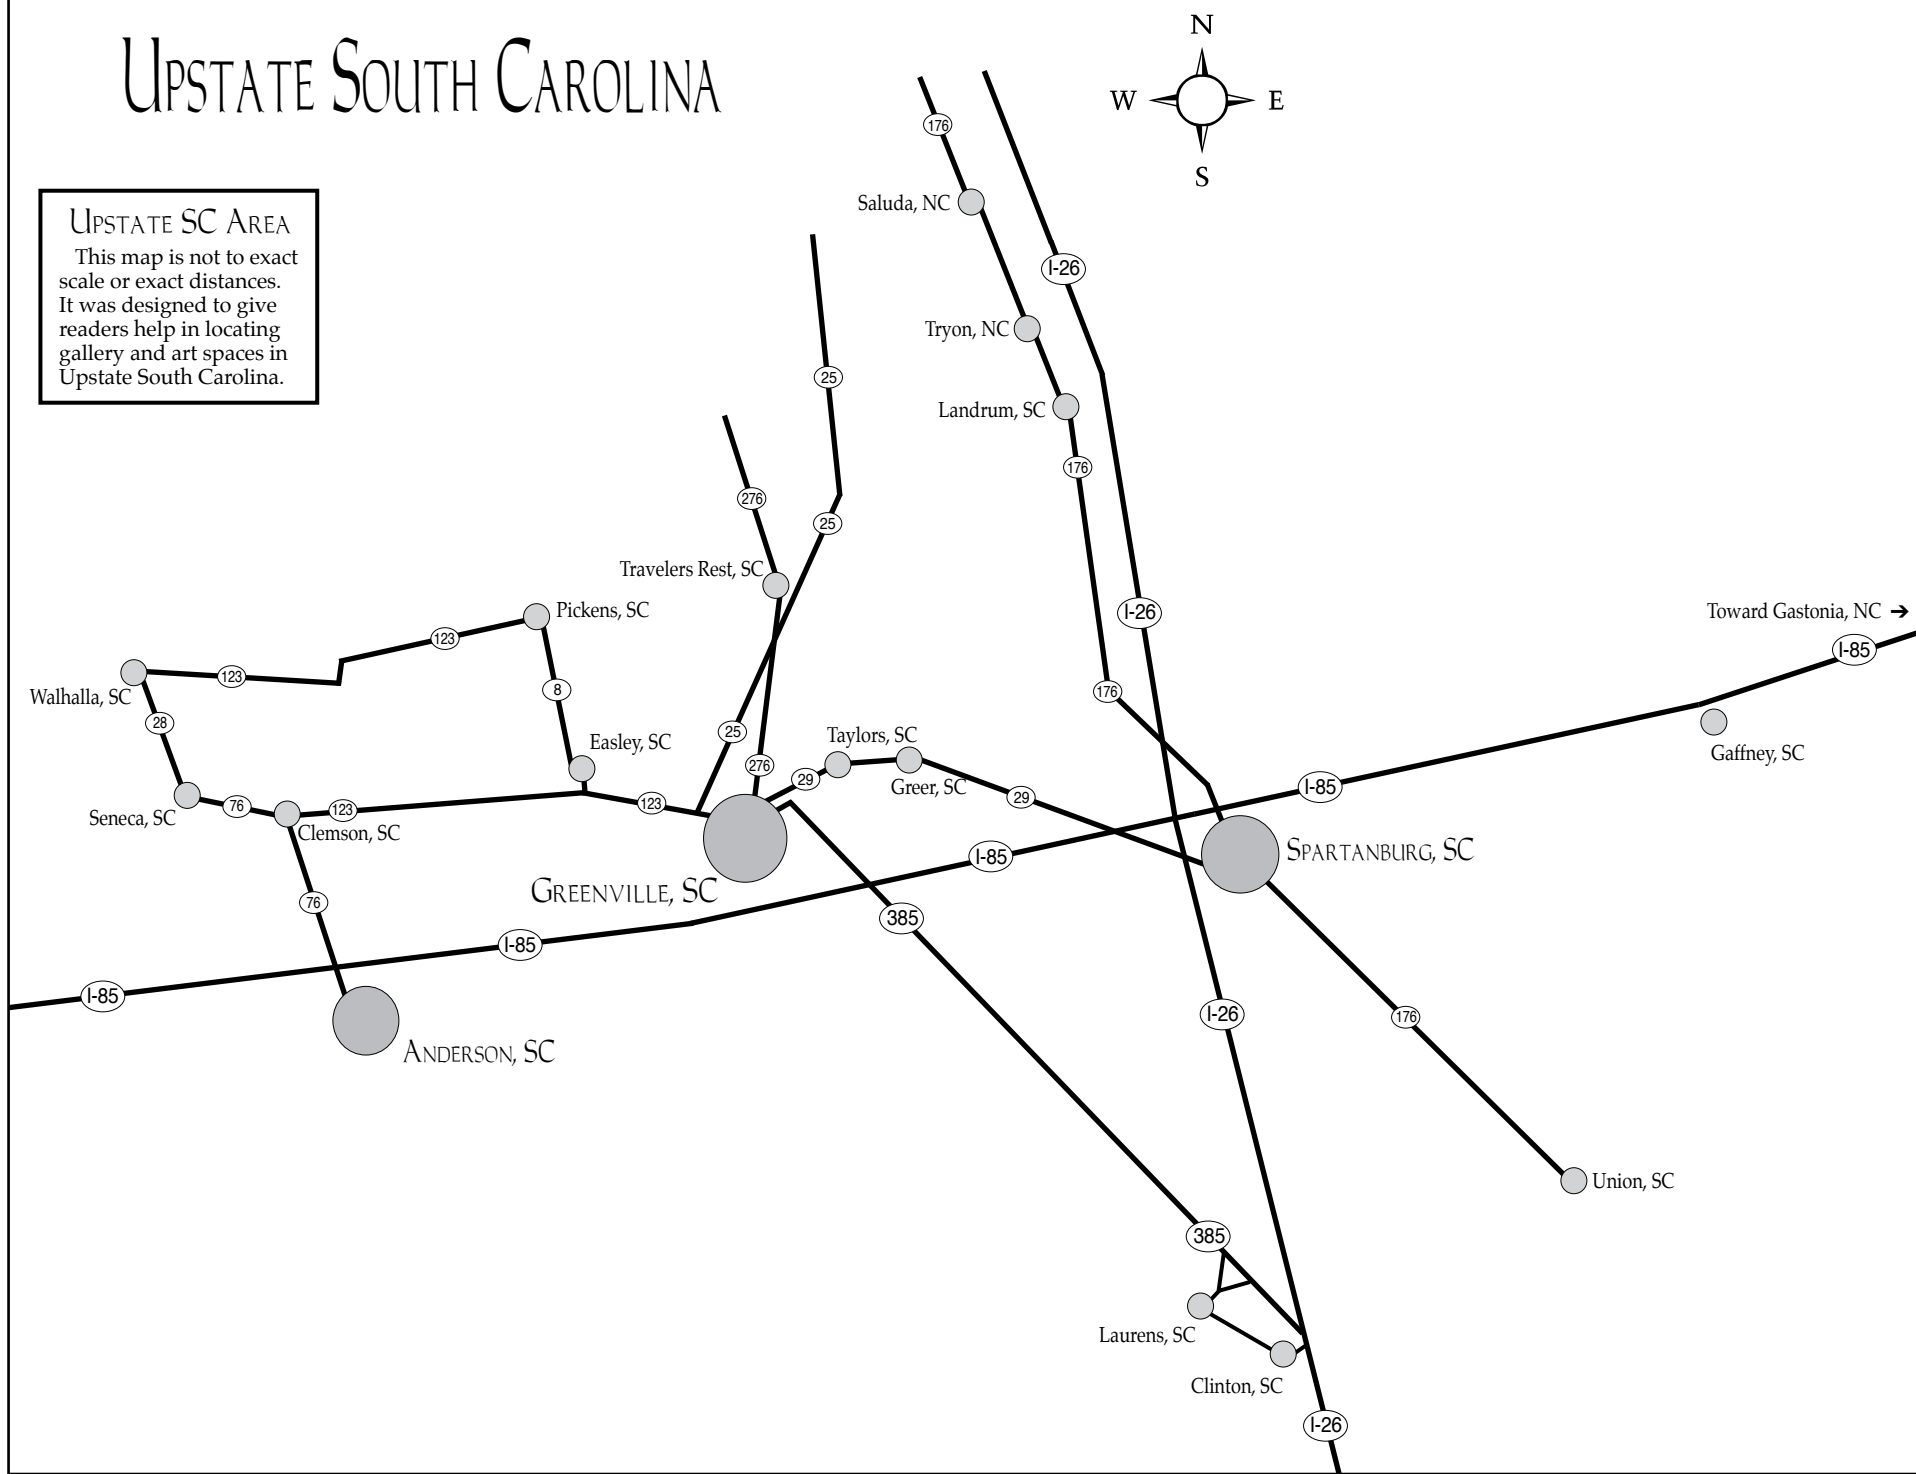 UPSTATE SOUTH CAROLINA
N
W
E
S
UPSTATE SC AREA
This map is not to exact
scale or exact distances.
It was designed to give
readers help in locating
gallery and art spaces in
Upstate South Carolina.
176
Saluda, NC
I-26
Tryon, NC
25
Landrum, SC
176
276
25
Travelers Rest, SC
Pickens, SC
I-26
Toward Gastonia, NC ➔
123
I-85
123
Walhalla, SC
8
176
28
25
Easley, SC
Taylors, SC
Gaffney, SC
276
29
Greer, SC
I-85
29
Seneca, SC
76
123
123
Clemson, SC
GREENVILLE, SC
I-85
SPARTANBURG, SC
76
385
I-85
I-85
I-26
176
ANDERSON, SC
Union, SC
385
Laurens, SC
Clinton, SC
I-26